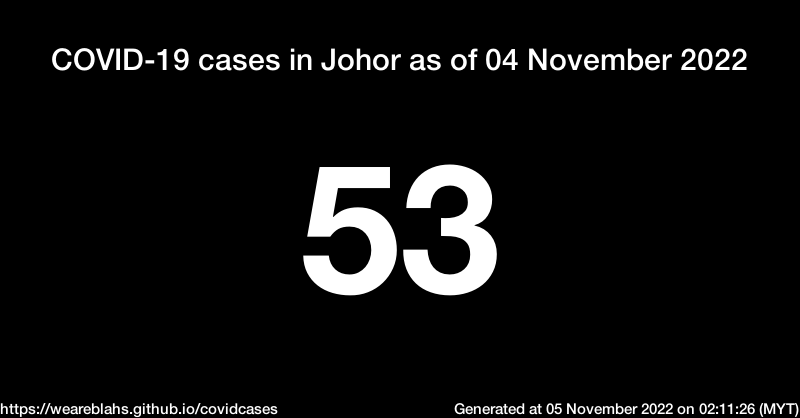 COVID-19 cases in Johor as of 04 November 2022
53
https://weareblahs.github.io/covidcases
Generated at 05 November 2022 on 02:11:26 (MYT)